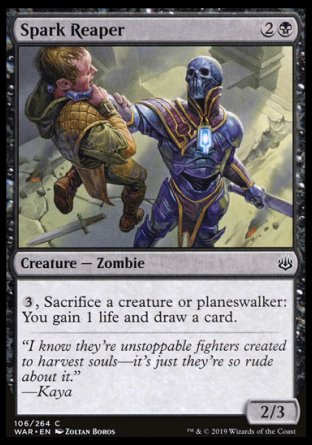 Spark Reaper 2
Creature — Zombie
3, Sacrifice a creature or planeswalker:
You gain 1 life and draw a card.
“I know they’re unstoppable fighters created
to harvest souls—it’s just they’re so rude
about it.”
—Kaya
2/3
106/264 C
WAR • EN Zoltan Boros
™ & © 2019 Wizards of the Coast